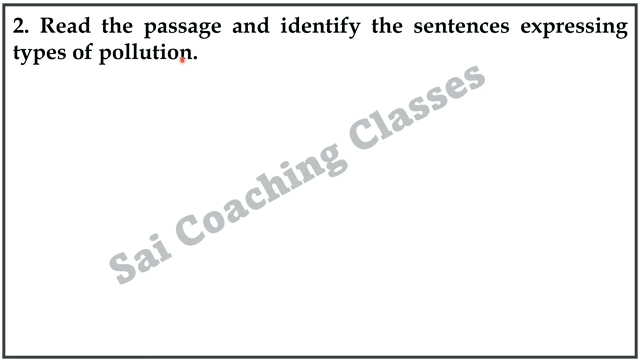 2. Read the passage and identify the sentences expressing
types of pollution.
Sai Coaching Classes